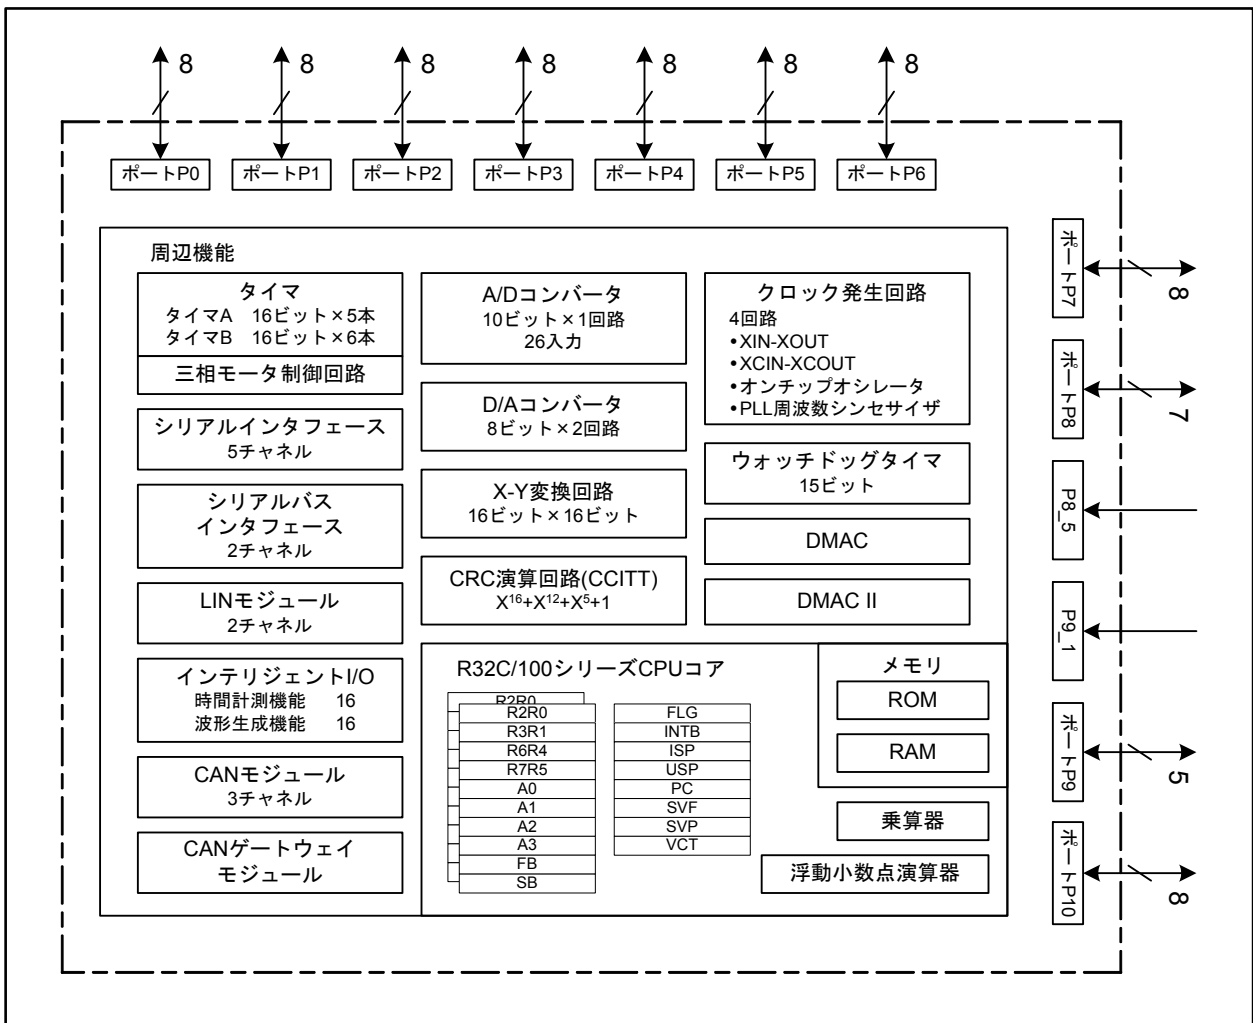 8
8
8
8
8
8
8
ポートP0
ポートP1
ポートP2
ポートP3
ポートP4
ポートP5
ポートP6
周辺機能
タイマ
タイマA 16ビット×5本
タイマB 16ビット×6本
三相モータ制御回路
シリアルインタフェース
5チャネル
シリアルバス
インタフェース
2チャネル
LINモジュール
2チャネル
インテリジェントI/O
時間計測機能 16
波形生成機能 16
CANモジュール
3チャネル
CANゲートウェイ
モジュール
A/Dコンバータ
10ビット×1回路
26入力
D/Aコンバータ
8ビット×2回路
X-Y変換回路
16ビット×16ビット
CRC演算回路(CCITT)
X¹⁶+X¹²+X⁵+1
クロック発生回路
4回路
•XIN-XOUT
•XCIN-XCOUT
•オンチップオシレータ
•PLL周波数シンセサイザ
ウォッチドッグタイマ
15ビット
DMAC
DMAC II
R32C/100シリーズCPUコア
R2R0
R2R0
R3R1
R6R4
R7R5
A0
A1
A2
A3
FB
SB
FLG
INTB
ISP
USP
PC
SVF
SVP
VCT
メモリ
ROM
RAM
乗算器
浮動小数点演算器
ポートP7
8
ポートP8
7
P8_5
P9_1
ポートP9
5
ポートP10
8